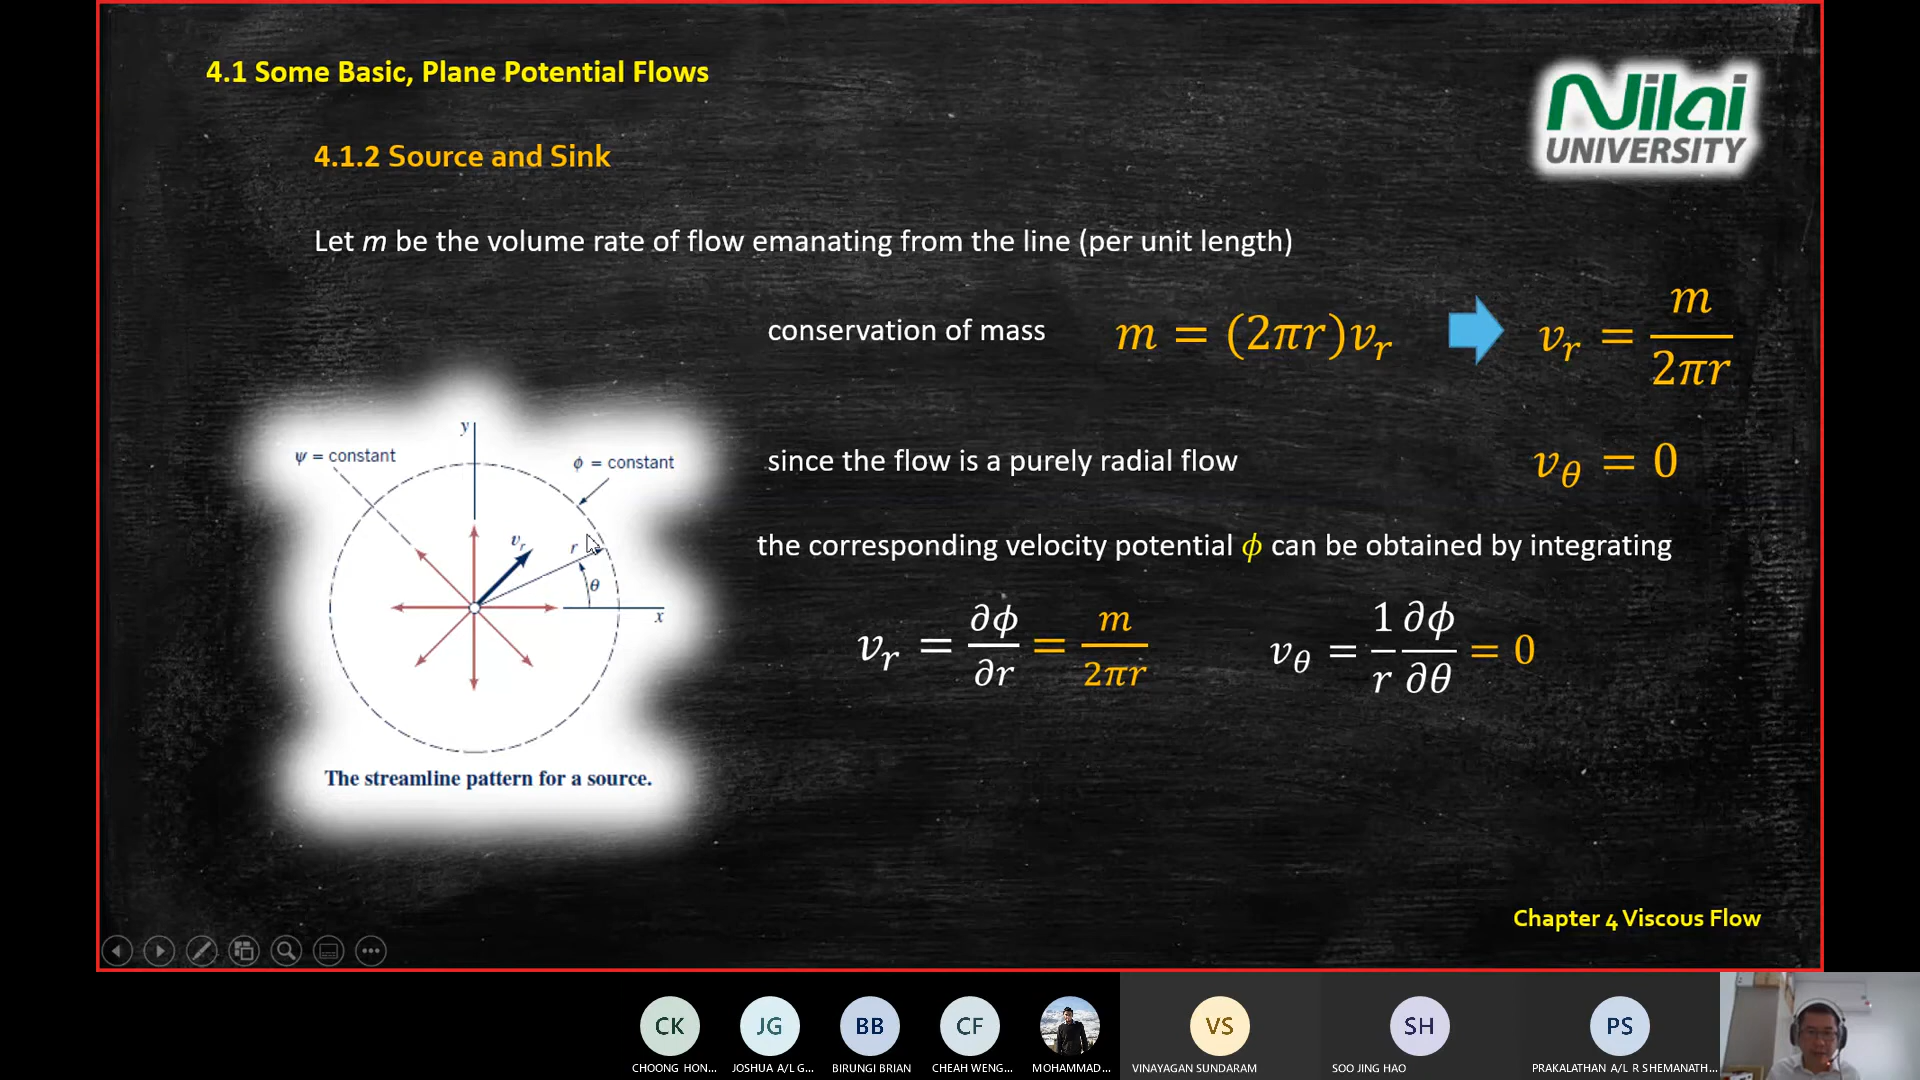 4.1 Some Basic, Plane Potential Flows
Nilai
UNIVERSITY
4.1.2 Source and Sink
Let m be the volume rate of flow emanating from the line (per unit length)
conservation of mass m = (2πr)v_r v_r = m/2πr
since the flow is a purely radial flow v_θ = 0
the corresponding velocity potential ϕ can be obtained by integrating
v_r = ∂ϕ/∂r = m/2πr v_θ = 1/r ∂ϕ/∂θ = 0
y
ψ = constant
ϕ = constant
v_r
r
θ
x
The streamline pattern for a source.
Chapter 4 Viscous Flow
CK JG BB CF VS SH PS
CHOONG HON... JOSHUA A/L G... BIRUNGI BRIAN CHEAH WENG... MOHAMMAD... VINAYAGAN SUNDARAM SOO JING HAO PRAKALATHAN A/L R SHEMANATH...